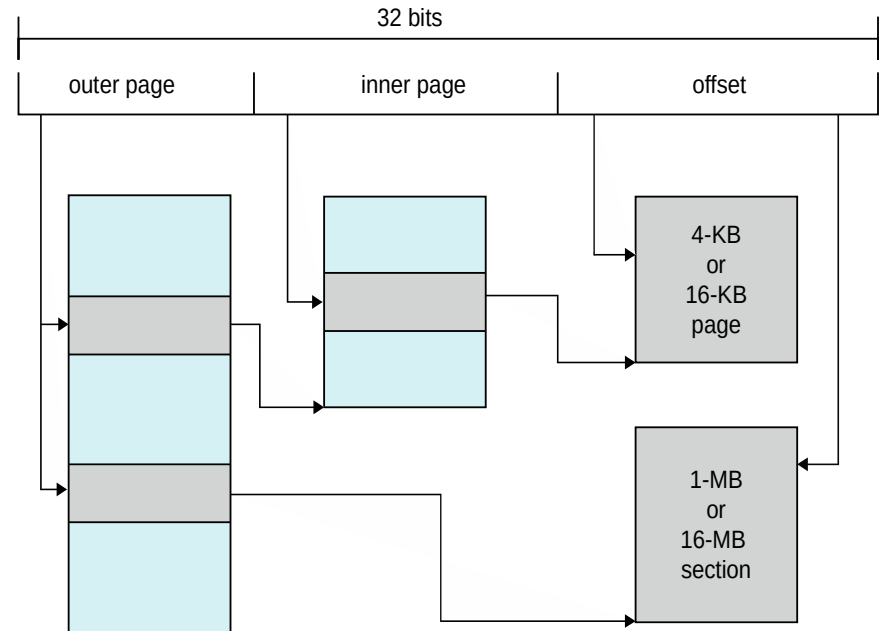 32 bits
outer page
inner page
offset
4-KB
or
16-KB
page
1-MB
or
16-MB
section